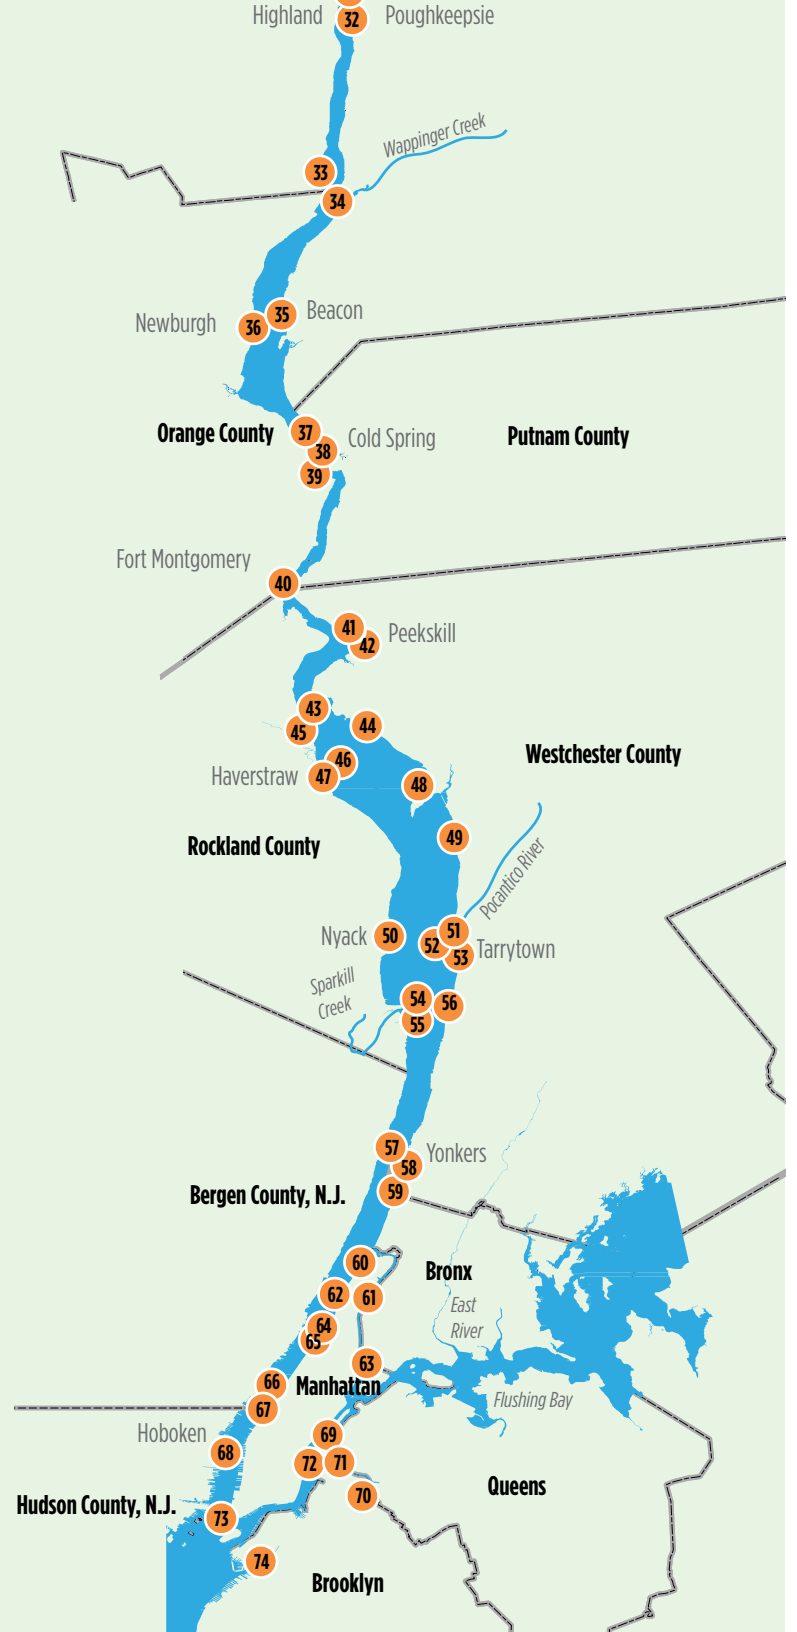 Highland
32
Poughkeepsie
Wappinger Creek
33
34
35
Beacon
Newburgh
36
Orange County
37
38
Cold Spring
Putnam County
39
Fort Montgomery
40
41
42
Peekskill
43
44
45
46
Haverstraw
47
48
Westchester County
49
Rockland County
Pocantico River
Nyack
50
52
51
53
Tarrytown
Sparkill
Creek
54
56
55
57
Yonkers
58
Bergen County, N.J.
59
60
Bronx
62
61
East
River
64
65
63
66
Manhattan
67
Flushing Bay
Hoboken
69
68
72
71
70
Queens
Hudson County, N.J.
73
74
Brooklyn